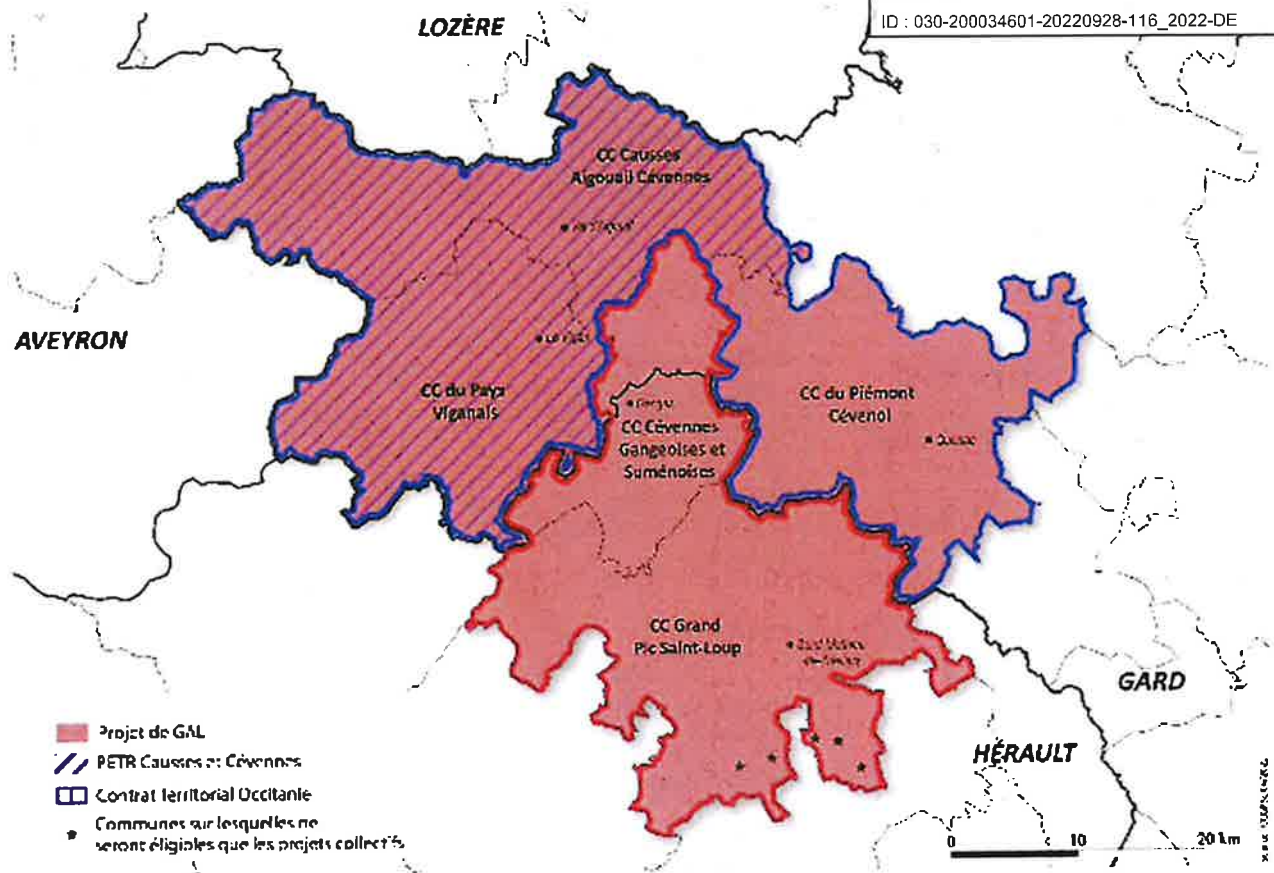 ID : 030-200034601-20220928-116_2022-DE
LOZÈRE
CC Causses
Aigoual Cévennes
AVEYRON
CC du Pays
Viganais
CC du Piémont
Cévenol
CC Cévennes
Gangeoises et
Suménoises
CC Grand
Pic Saint-Loup
GARD
HÉRAULT
Projet de GAL
PETR Causses et Cévennes
Contrat Territorial Occitanie
Communes sur lesquelles ne
seront éligibles que les projets collectifs
0 10 20 km